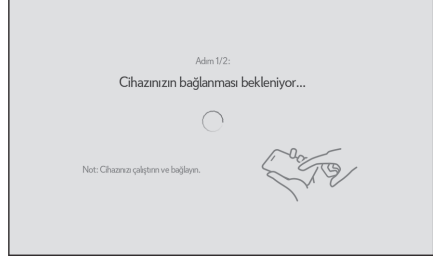 Adım 1/2:
Cihazınızın bağlanması bekleniyor...
Not: Cihazınızı çalıştırın ve bağlayın.